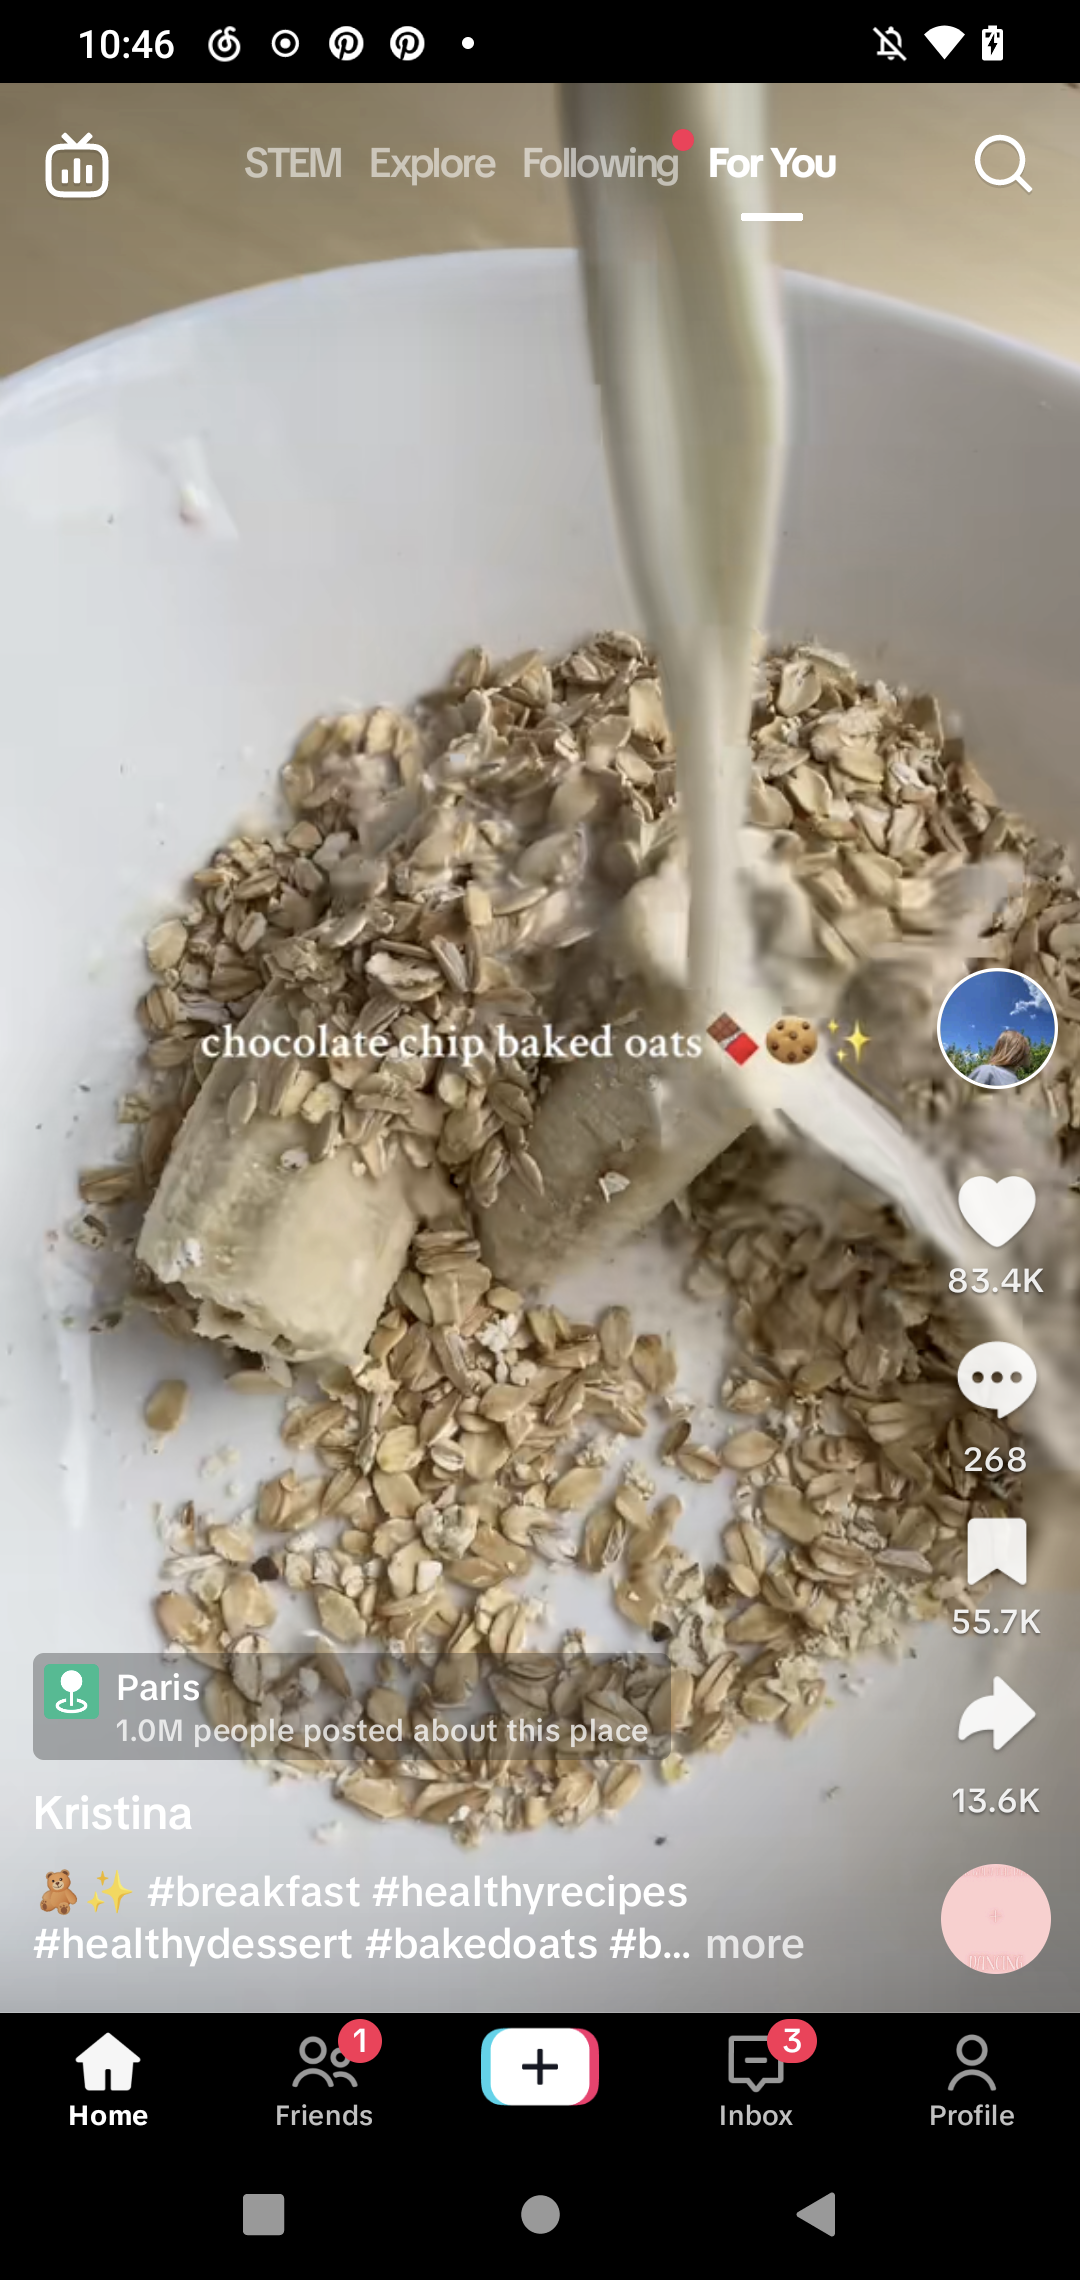 10:46
STEM Explore Following For You
chocolate chip baked oats🍫🍪✨
83.4K
268
55.7K
13.6K
Paris
1.0M people posted about this place
Kristina
🧸✨ #breakfast #healthyrecipes
#healthydessert #bakedoats #b... more
1
3
Home Friends Inbox Profile